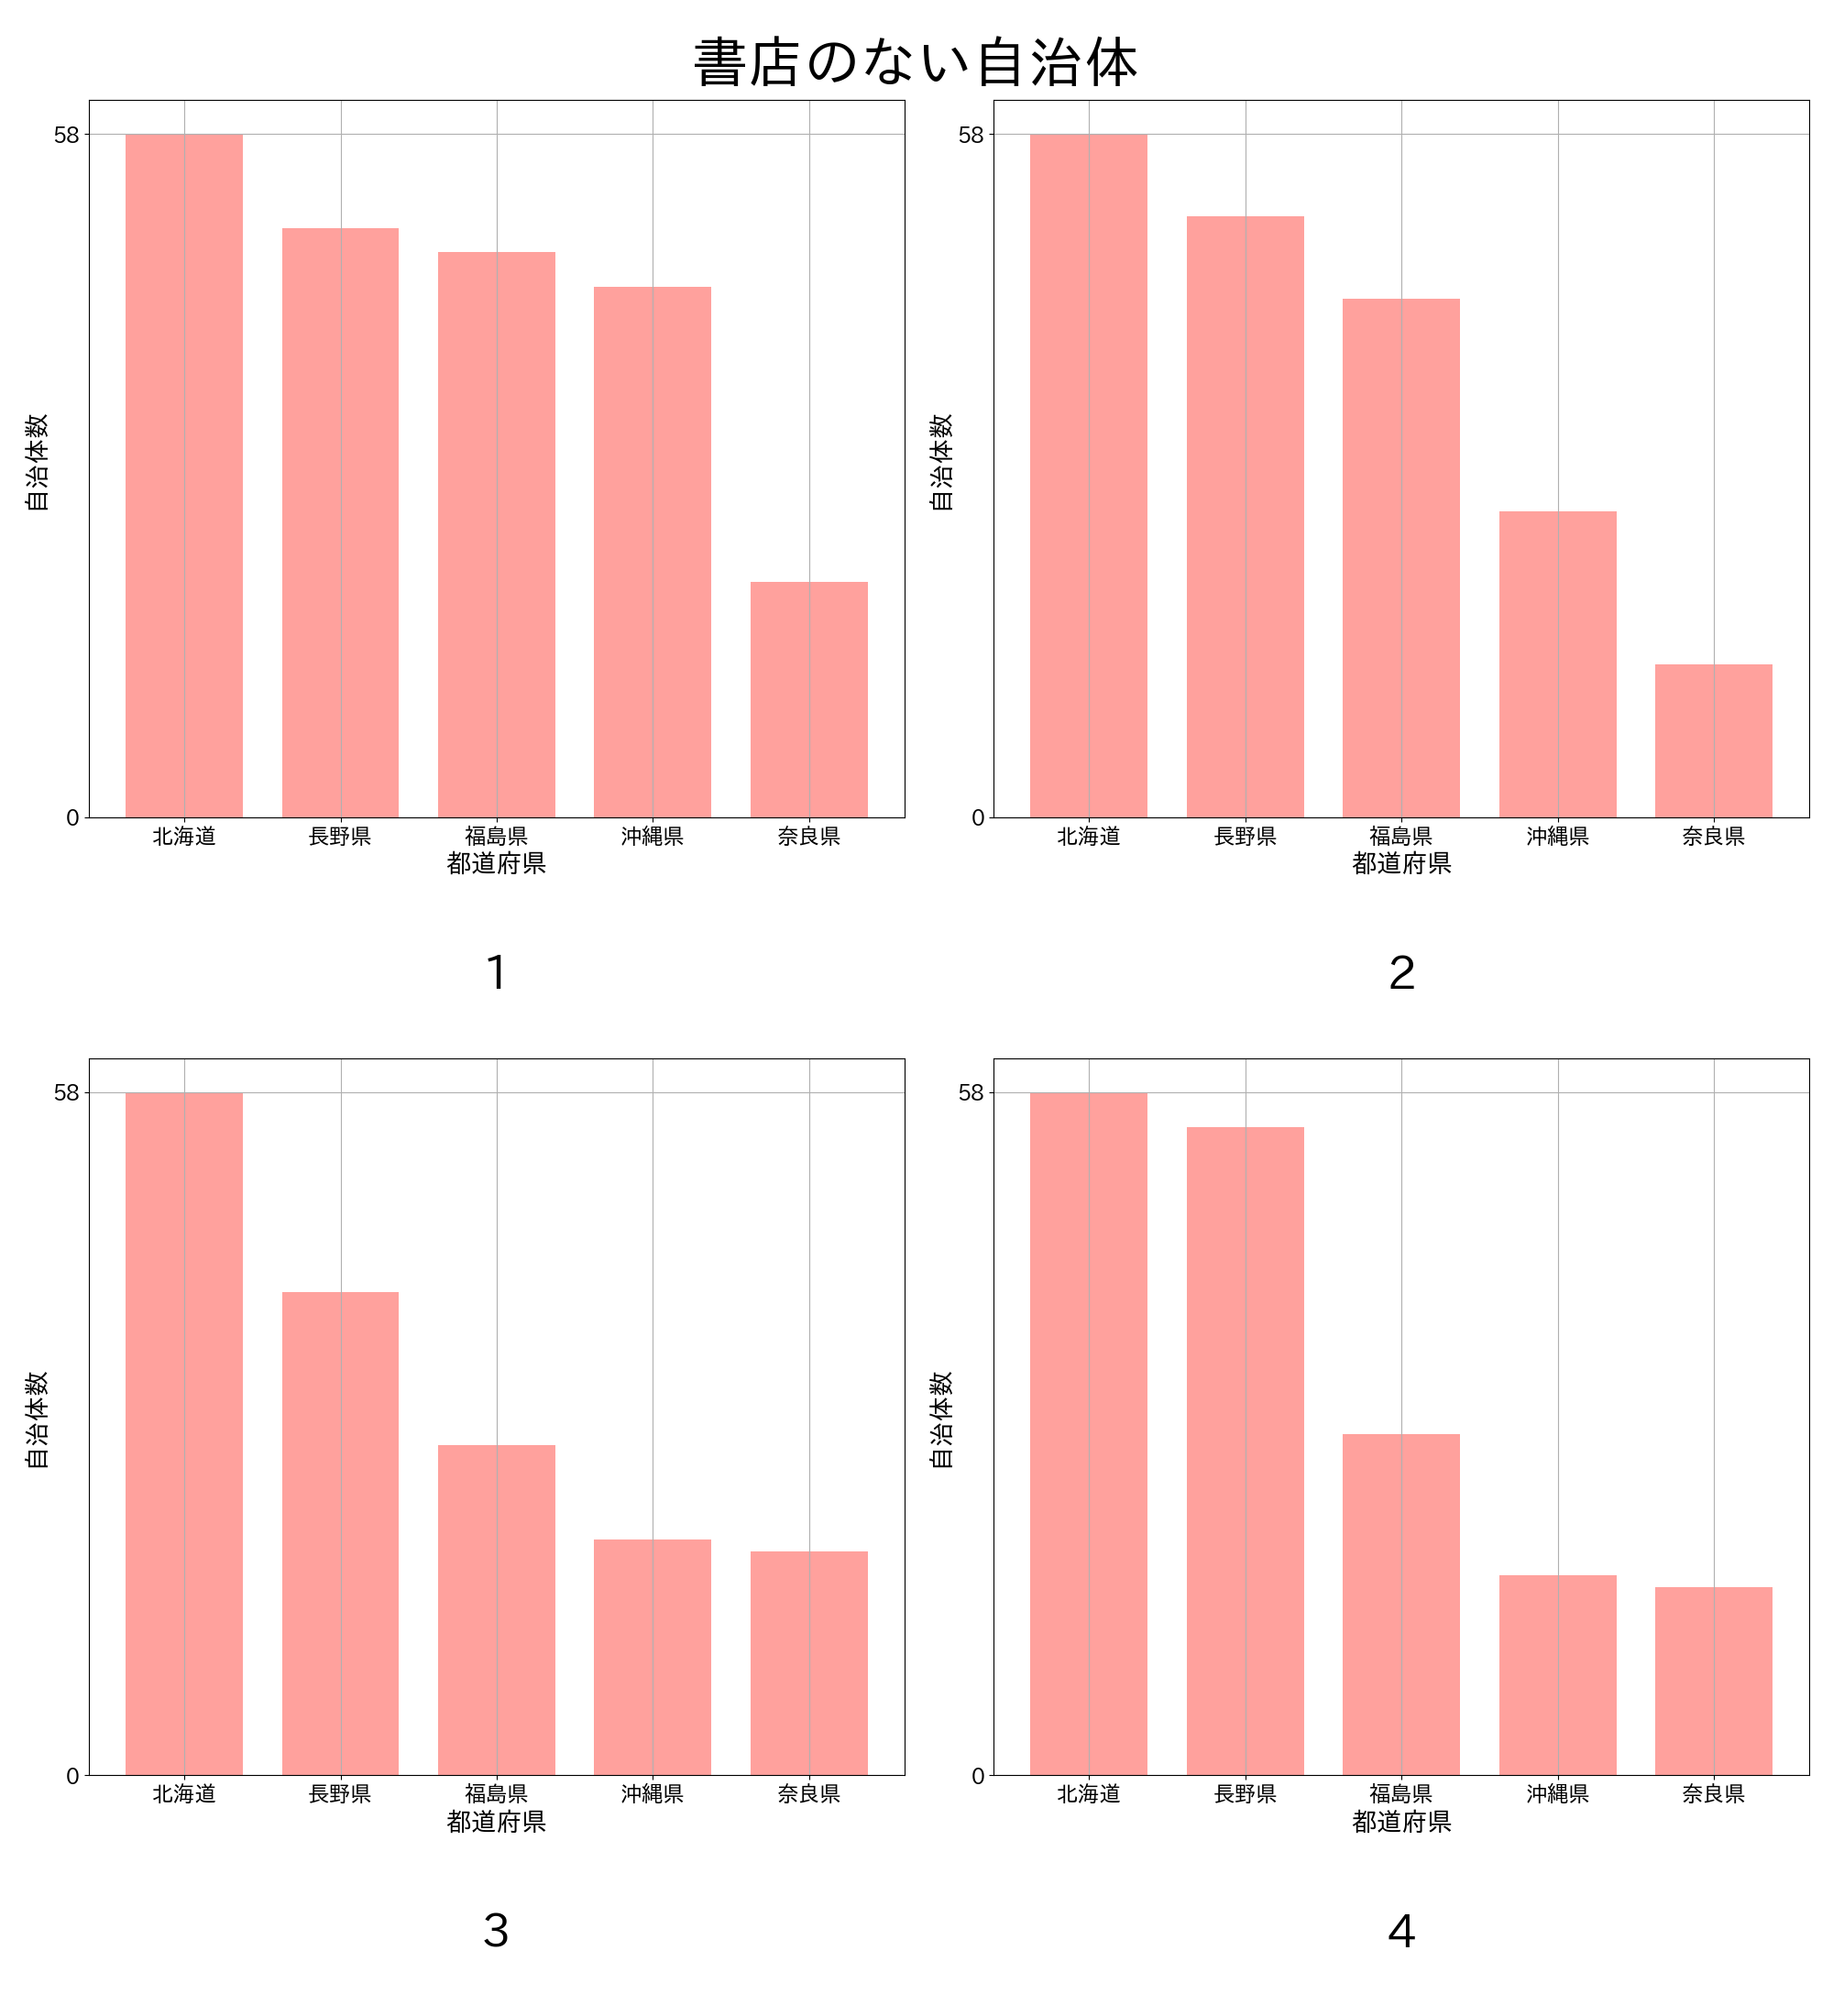 書店のない自治体
58
0
自治体数
北海道 長野県 福島県 沖縄県 奈良県
都道府県
1
58
0
自治体数
北海道 長野県 福島県 沖縄県 奈良県
都道府県
2
58
0
自治体数
北海道 長野県 福島県 沖縄県 奈良県
都道府県
3
58
0
自治体数
北海道 長野県 福島県 沖縄県 奈良県
都道府県
4